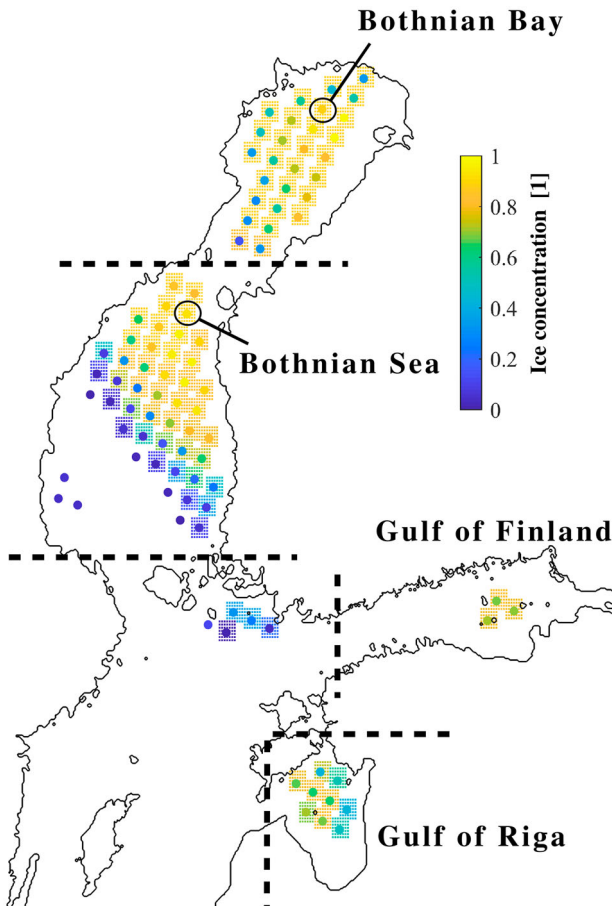 Bothnian Bay
1
0.8
0.6
0.4
0.2
0
Ice concentration [1]
Bothnian Sea
Gulf of Finland
Gulf of Riga